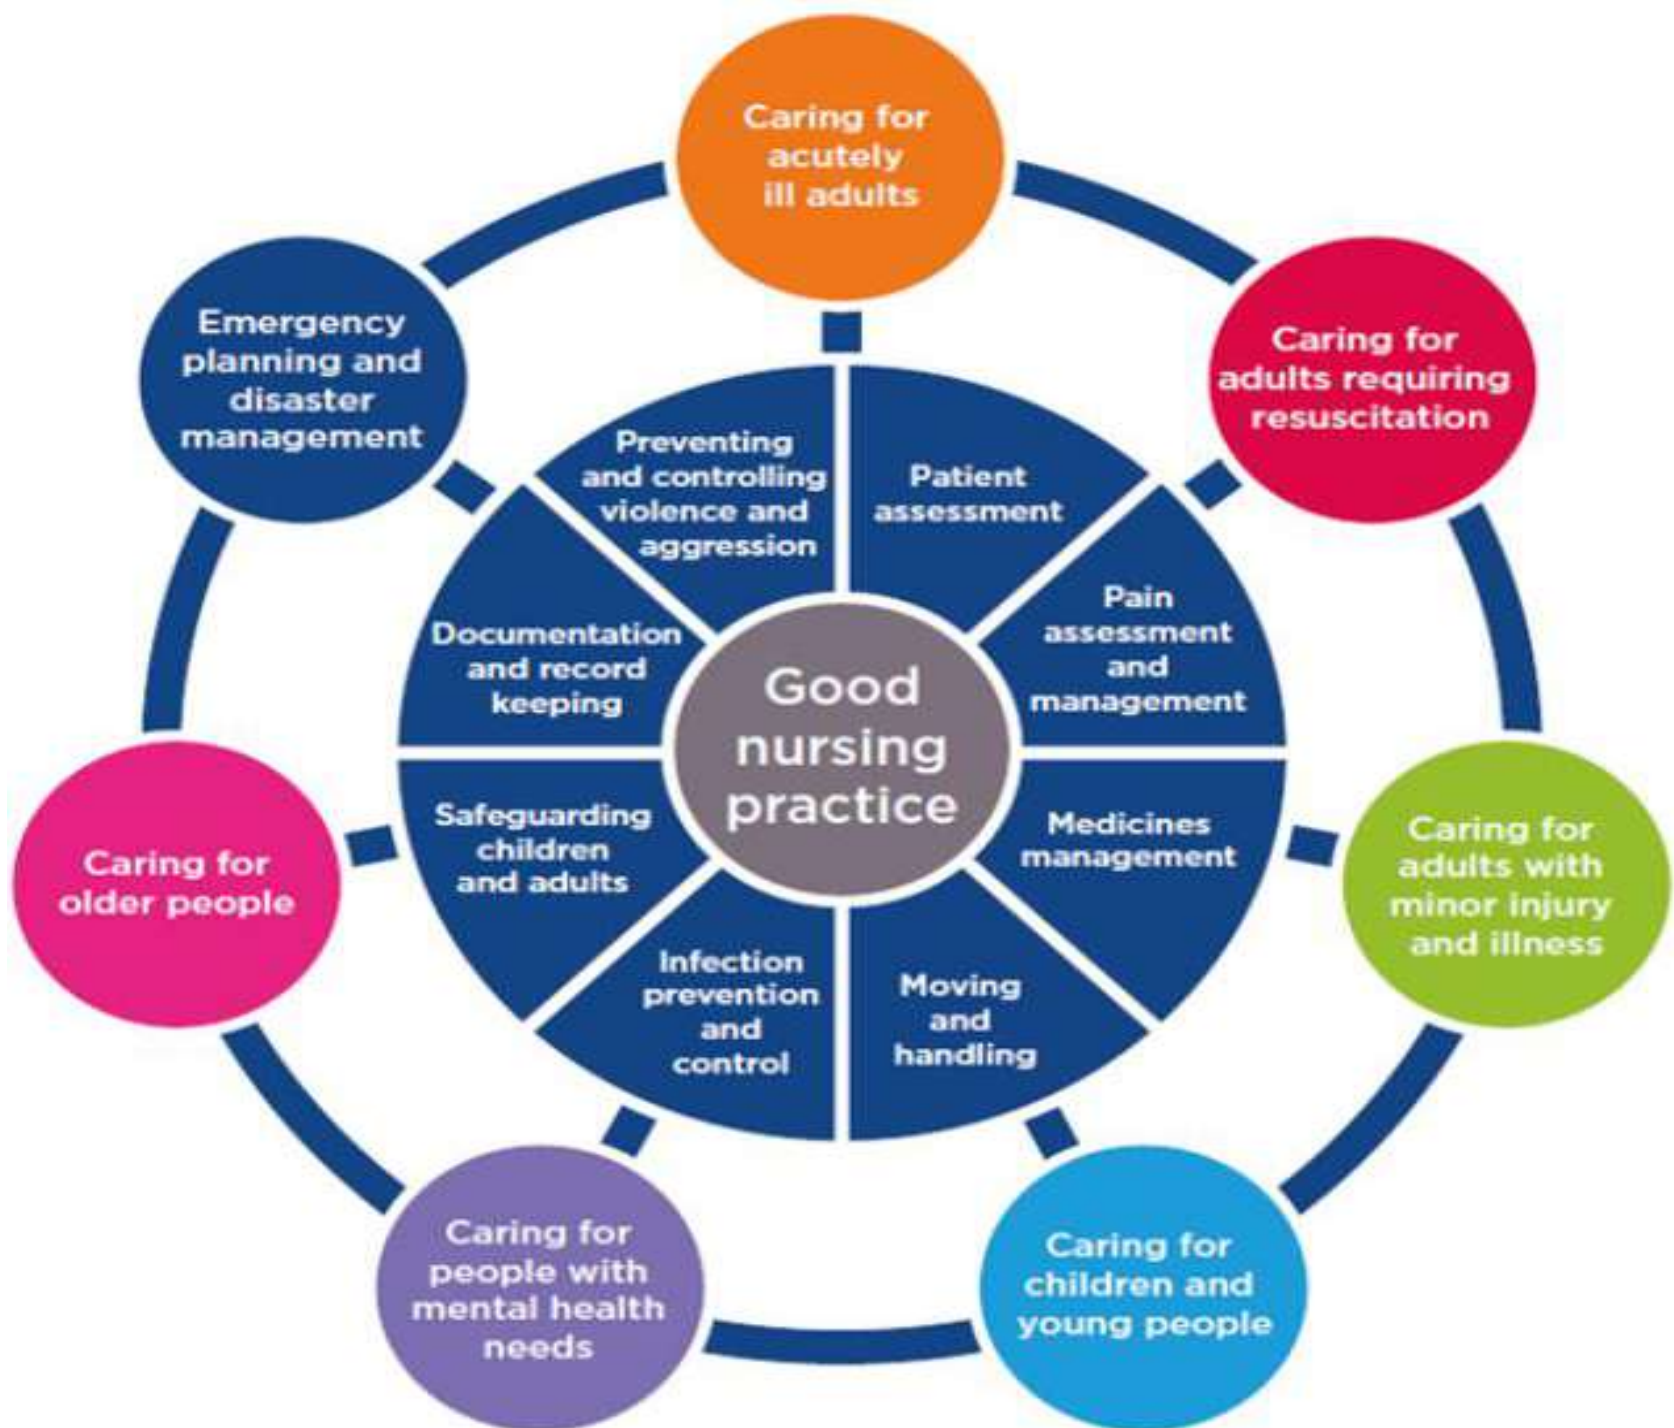 Caring for
acutely
ill adults
Caring for
adults requiring
resuscitation
Caring for
adults with
minor injury
and illness
Caring for
children and
young people
Caring for
people with
mental health
needs
Caring for
older people
Emergency
planning and
disaster
management
Patient
assessment
Pain
assessment
and
management
Medicines
management
Moving
and
handling
Infection
prevention
and
control
Safeguarding
children
and adults
Documentation
and record
keeping
Preventing
and controlling
violence and
aggression
Good
nursing
practice